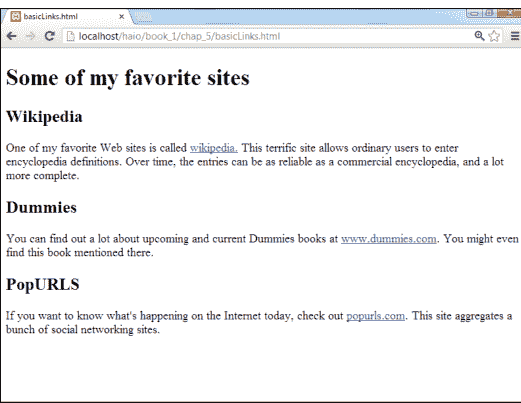 basicLinks.html
localhost/haio/book_1/chap_5/basicLinks.html
Some of my favorite sites
Wikipedia
One of my favorite Web sites is called wikipedia. This terrific site allows ordinary users to enter
encyclopedia definitions. Over time, the entries can be as reliable as a commercial encyclopedia, and a lot
more complete.
Dummies
You can find out a lot about upcoming and current Dummies books at www.dummies.com. You might even
find this book mentioned there.
PopURLS
If you want to know what's happening on the Internet today, check out popurls.com. This site aggregates a
bunch of social networking sites.